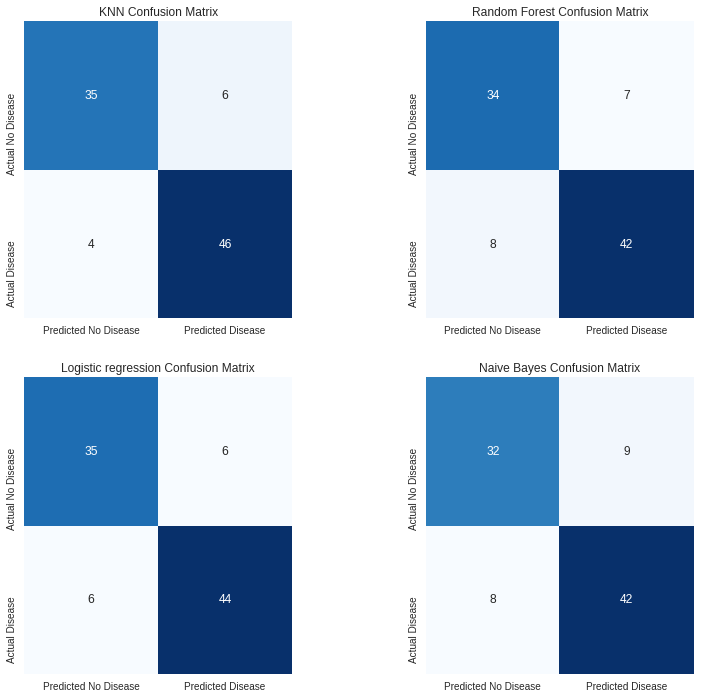 KNN Confusion Matrix
Actual No Disease
35
6
Actual Disease
4
46
Predicted No Disease
Predicted Disease
Random Forest Confusion Matrix
Actual No Disease
34
7
Actual Disease
8
42
Predicted No Disease
Predicted Disease
Logistic regression Confusion Matrix
Actual No Disease
35
6
Actual Disease
6
44
Predicted No Disease
Predicted Disease
Naive Bayes Confusion Matrix
Actual No Disease
32
9
Actual Disease
8
42
Predicted No Disease
Predicted Disease